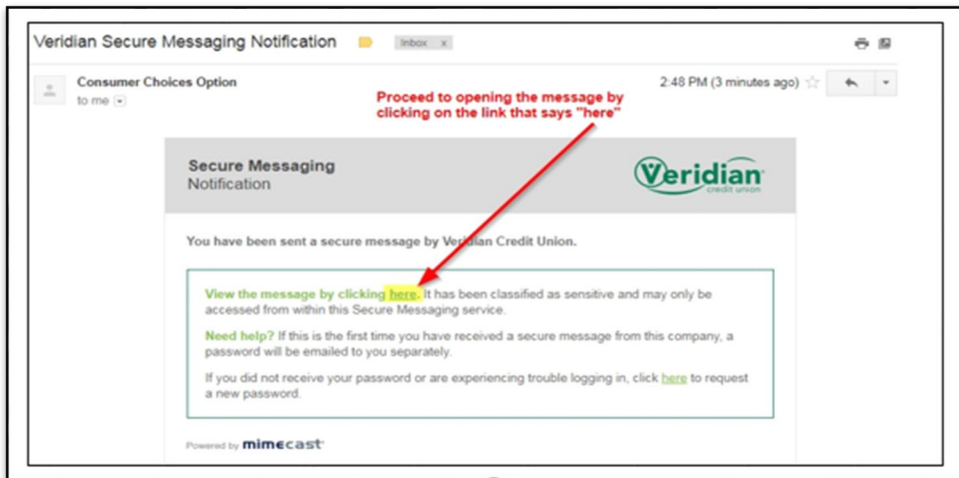 Veridian Secure Messaging Notification
Inbox x
Consumer Choices Option
2:48 PM (3 minutes ago)
to me
Proceed to opening the message by
clicking on the link that says "here"
Secure Messaging
Notification
Veridian
credit union
You have been sent a secure message by Veridian Credit Union.
View the message by clicking here. It has been classified as sensitive and may only be
accessed from within this Secure Messaging service.
Need help? If this is the first time you have received a secure message from this company, a
password will be emailed to you separately.
If you did not receive your password or are experiencing trouble logging in, click here to request
a new password.
Powered by mimecast